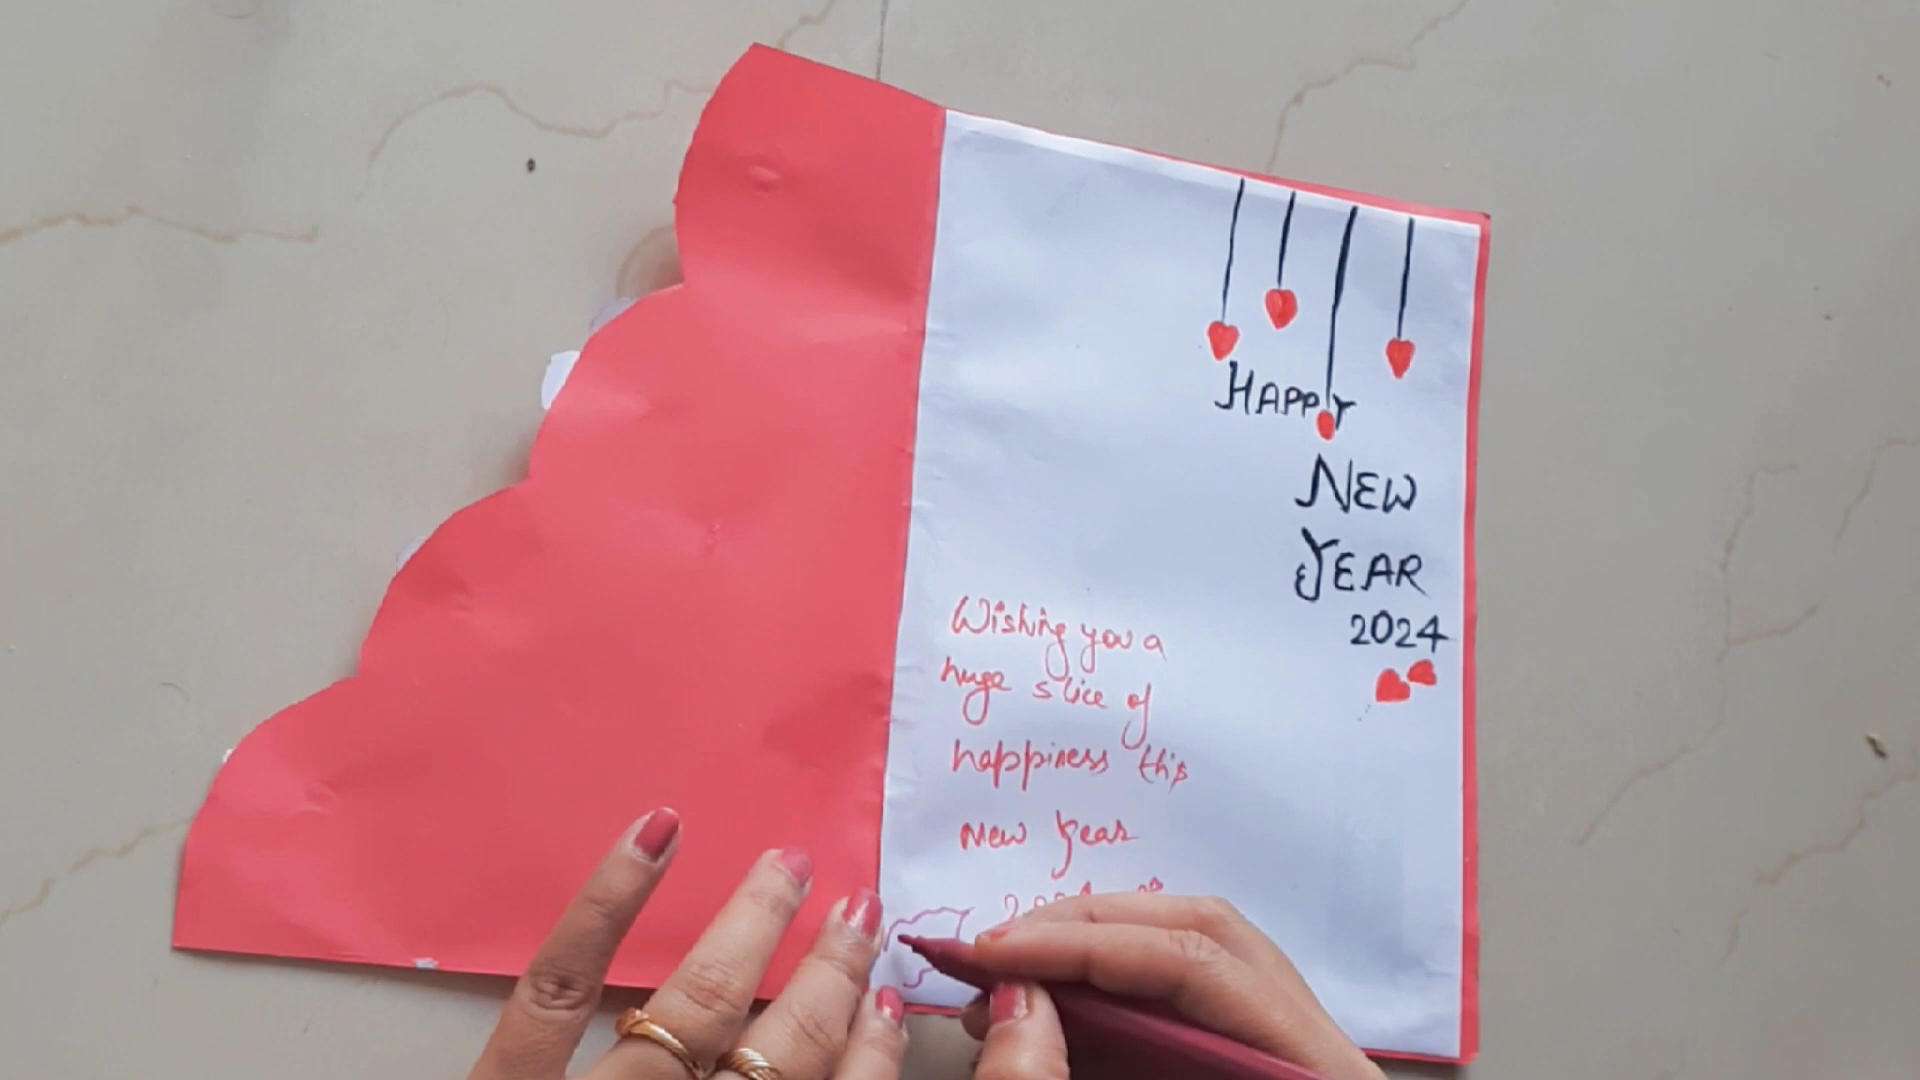 HAPPY
NEW
YEAR
2024
Wishing you a
huge slice of
happiness this
New Year